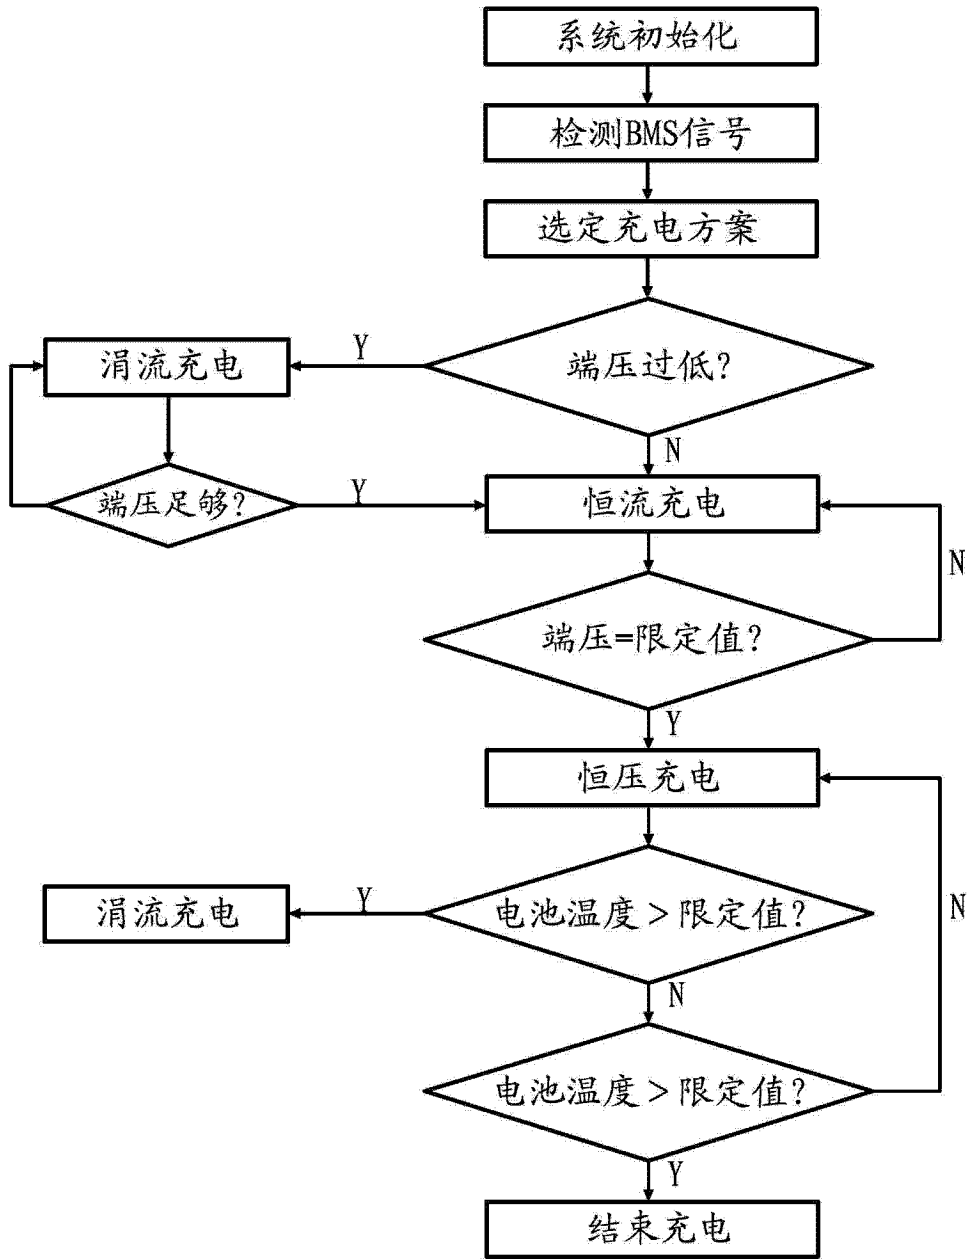 系统初始化
检测BMS信号
选定充电方案
端压过低?
Y
涓流充电
N
端压足够?
Y
恒流充电
N
端压=限定值?
Y
恒压充电
电池温度>限定值?
Y
涓流充电
N
N
电池温度>限定值?
Y
结束充电